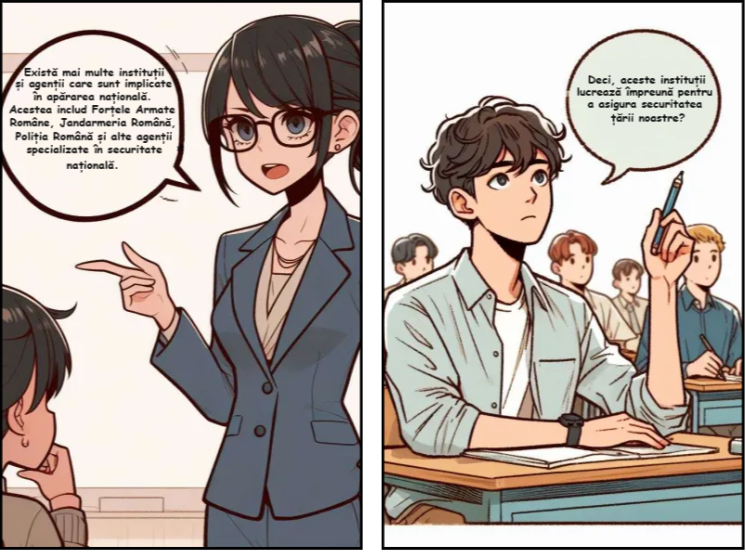 Există mai multe instituții
și agenții care sunt implicate
în apărarea națională.
Acestea includ Forțele Armate
Române, Jandarmeria Română,
Poliția Română și alte agenții
specializate în securitate
națională.
Deci, aceste instituții
lucrează împreună pentru
a asigura securitatea
țării noastre?